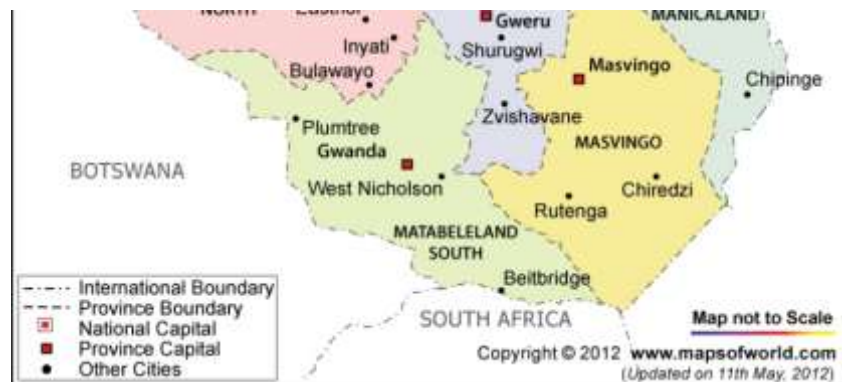 NORTH
Gweru
MANICALAND
Inyati
Shurugwi
Bulawayo
Masvingo
Chipinge
Zvishavane
Plumtree
Gwanda
MASVINGO
BOTSWANA
West Nicholson
Chiredzi
Rutenga
MATABELELAND
SOUTH
Beitbridge
International Boundary
Province Boundary
National Capital
Province Capital
Other Cities
SOUTH AFRICA
Map not to Scale
Copyright © 2012 www.mapsofworld.com
(Updated on 11th May, 2012)